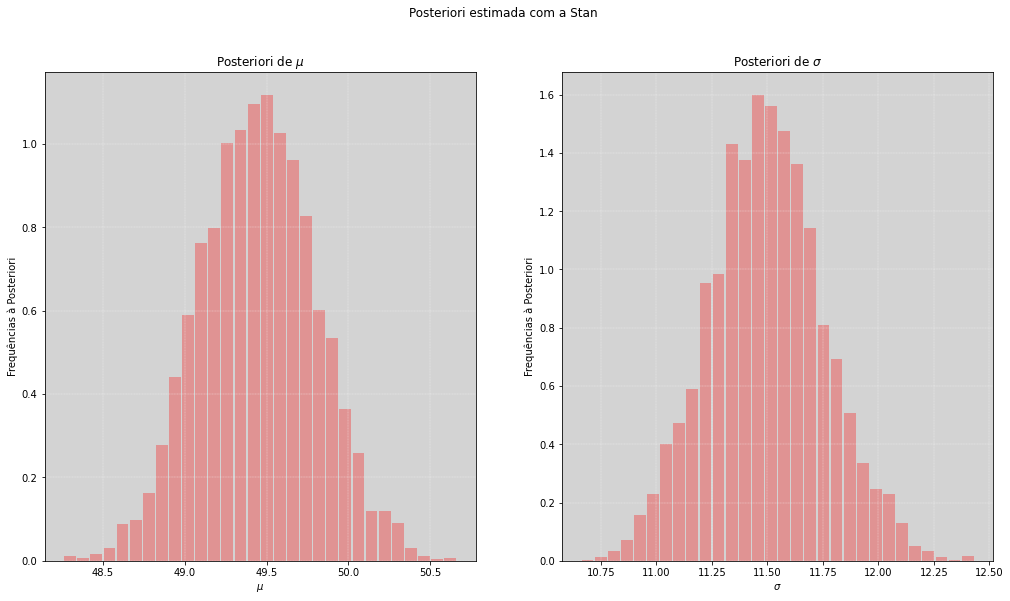 Posteriori estimada com a Stan
Posteriori de μ
Frequências à Posteriori
1.0
0.8
0.6
0.4
0.2
0.0
48.5 49.0 49.5 50.0 50.5
μ
Posteriori de σ
Frequências à Posteriori
1.6
1.4
1.2
1.0
0.8
0.6
0.4
0.2
0.0
10.75 11.00 11.25 11.50 11.75 12.00 12.25 12.50
σ